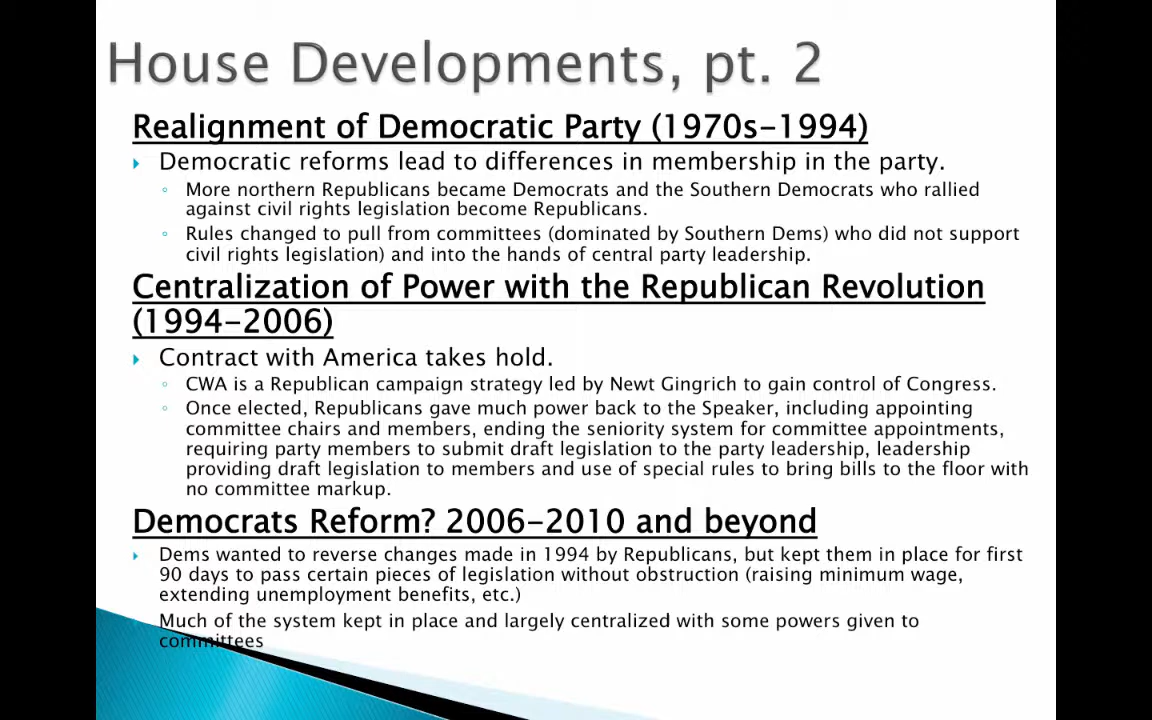 House Developments, pt. 2
Realignment of Democratic Party (1970s-1994)
Democratic reforms lead to differences in membership in the party.
More northern Republicans became Democrats and the Southern Democrats who rallied
against civil rights legislation become Republicans.
Rules changed to pull from committees (dominated by Southern Dems) who did not support
civil rights legislation) and into the hands of central party leadership.
Centralization of Power with the Republican Revolution
(1994-2006)
Contract with America takes hold.
CWA is a Republican campaign strategy led by Newt Gingrich to gain control of Congress.
Once elected, Republicans gave much power back to the Speaker, including appointing
committee chairs and members, ending the seniority system for committee appointments,
requiring party members to submit draft legislation to the party leadership, leadership
providing draft legislation to members and use of special rules to bring bills to the floor with
no committee markup.
Democrats Reform? 2006-2010 and beyond
Dems wanted to reverse changes made in 1994 by Republicans, but kept them in place for first
90 days to pass certain pieces of legislation without obstruction (raising minimum wage,
extending unemployment benefits, etc.)
Much of the system kept in place and largely centralized with some powers given to
committees